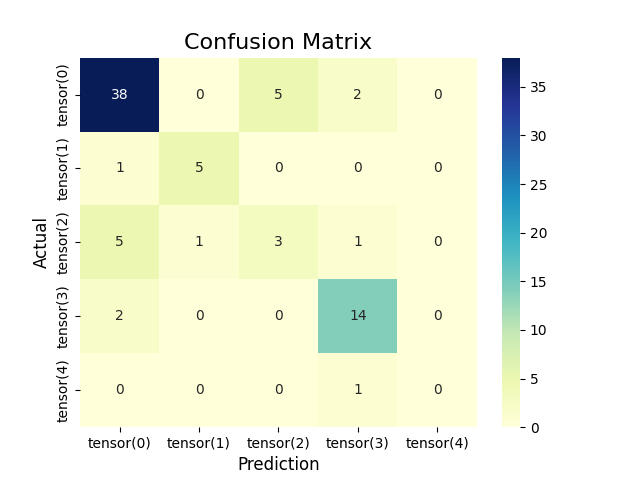 Confusion Matrix
tensor(0) 38 0 5 2 0
tensor(1) 1 5 0 0 0
tensor(2) 5 1 3 1 0
tensor(3) 2 0 0 14 0
tensor(4) 0 0 0 1 0
Actual
tensor(0) tensor(1) tensor(2) tensor(3) tensor(4)
Prediction
35
30
25
20
15
10
5
0